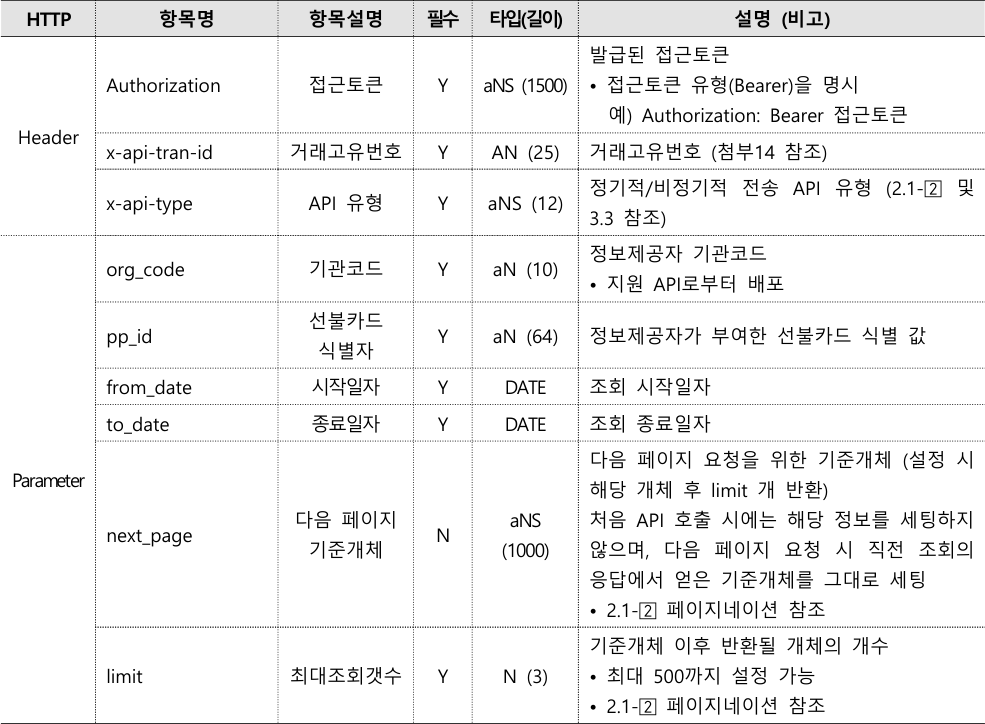 HTTP 항목명 항목설명 필수 타입(길이) 설명 (비고)
Header
Authorization 접근토큰 Y aNS (1500)
발급된 접근토큰
• 접근토큰 유형(Bearer)을 명시
예) Authorization: Bearer 접근토큰
x-api-tran-id 거래고유번호 Y AN (25) 거래고유번호 (첨부14 참조)
x-api-type API 유형 Y aNS (12)
정기적/비정기적 전송 API 유형 (2.1-② 및
3.3 참조)
Parameter
org_code 기관코드 Y aN (10)
정보제공자 기관코드
• 지원 API로부터 배포
pp_id
선불카드
식별자
Y aN (64) 정보제공자가 부여한 선불카드 식별 값
from_date 시작일자 Y DATE 조회 시작일자
to_date 종료일자 Y DATE 조회 종료일자
next_page
다음 페이지
기준개체
N
aNS
(1000)
다음 페이지 요청을 위한 기준개체 (설정 시
해당 개체 후 limit 개 반환)
처음 API 호출 시에는 해당 정보를 세팅하지
않으며, 다음 페이지 요청 시 직전 조회의
응답에서 얻은 기준개체를 그대로 세팅
• 2.1-② 페이지네이션 참조
limit 최대조회갯수 Y N (3)
기준개체 이후 반환될 개체의 개수
• 최대 500까지 설정 가능
• 2.1-② 페이지네이션 참조